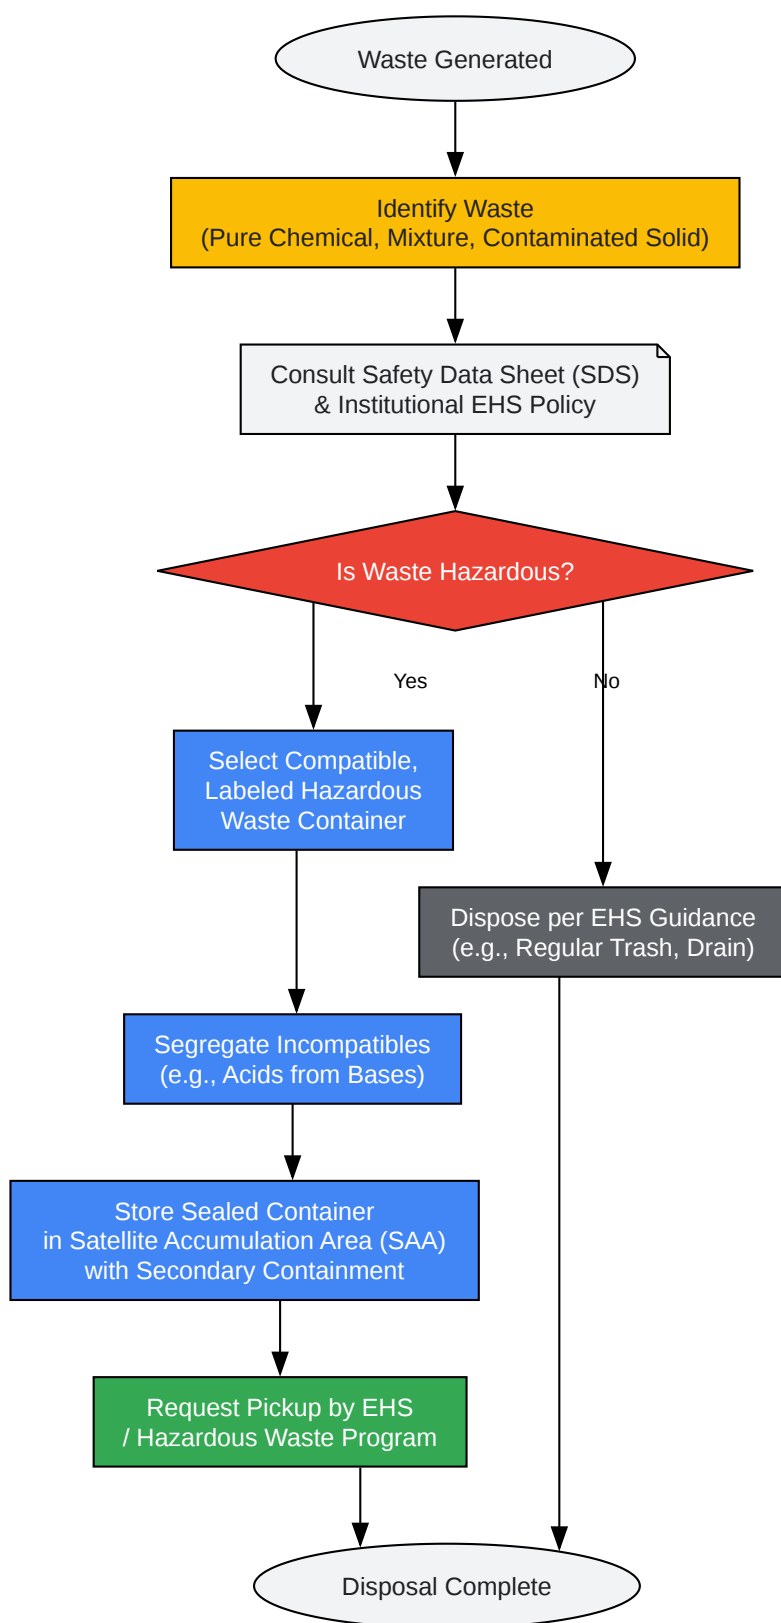 Waste Generated
Identify Waste
(Pure Chemical, Mixture, Contaminated Solid)
Consult Safety Data Sheet (SDS)
& Institutional EHS Policy
Is Waste Hazardous?
Yes
No
Select Compatible,
Labeled Hazardous
Waste Container
Dispose per EHS Guidance
(e.g., Regular Trash, Drain)
Segregate Incompatibles
(e.g., Acids from Bases)
Store Sealed Container
in Satellite Accumulation Area (SAA)
with Secondary Containment
Request Pickup by EHS
/ Hazardous Waste Program
Disposal Complete